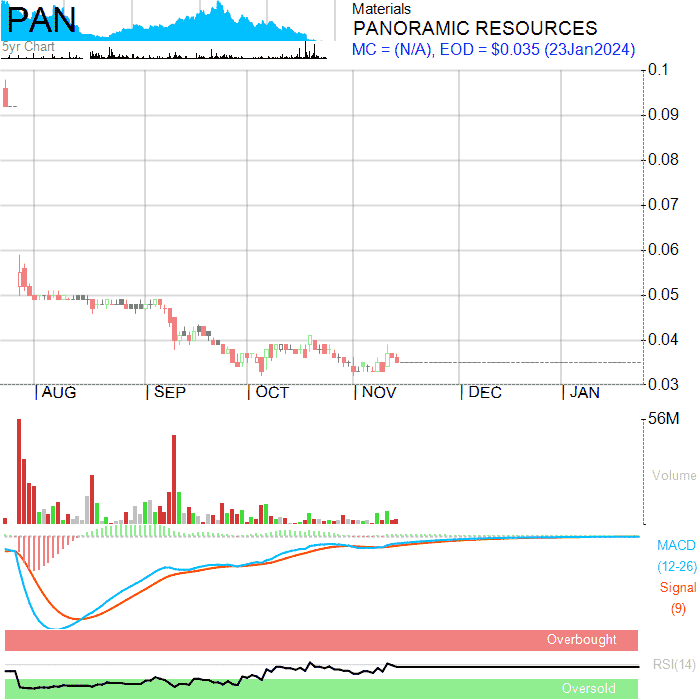 PAN
5yr Chart
Materials
PANORAMIC RESOURCES
MC = (N/A), EOD = $0.035 (23Jan2024)
0.1
0.09
0.08
0.07
0.06
0.05
0.04
0.03
AUG SEP OCT NOV DEC JAN
56M
Volume
MACD
(12-26)
Signal
(9)
Overbought
RSI(14)
Oversold